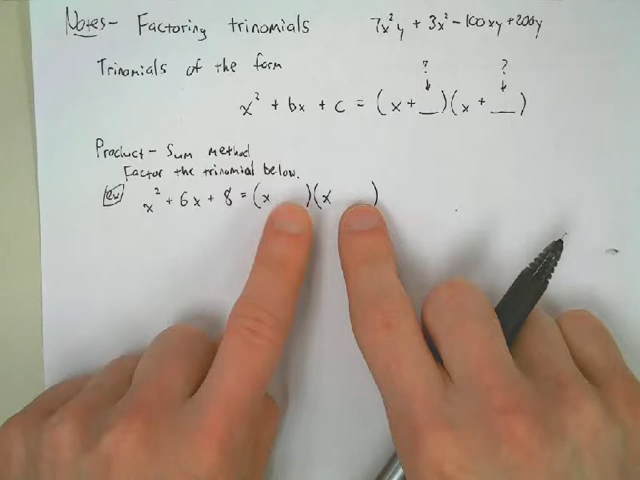 Notes - Factoring trinomials
7x²y + 3x² - 100xy + 200y
Trinomials of the form
? ?
x² + bx + c = (x + __)(x + __)
Product - Sum method
Factor the trinomial below.
ex x² + 6x + 8 = (x )(x )